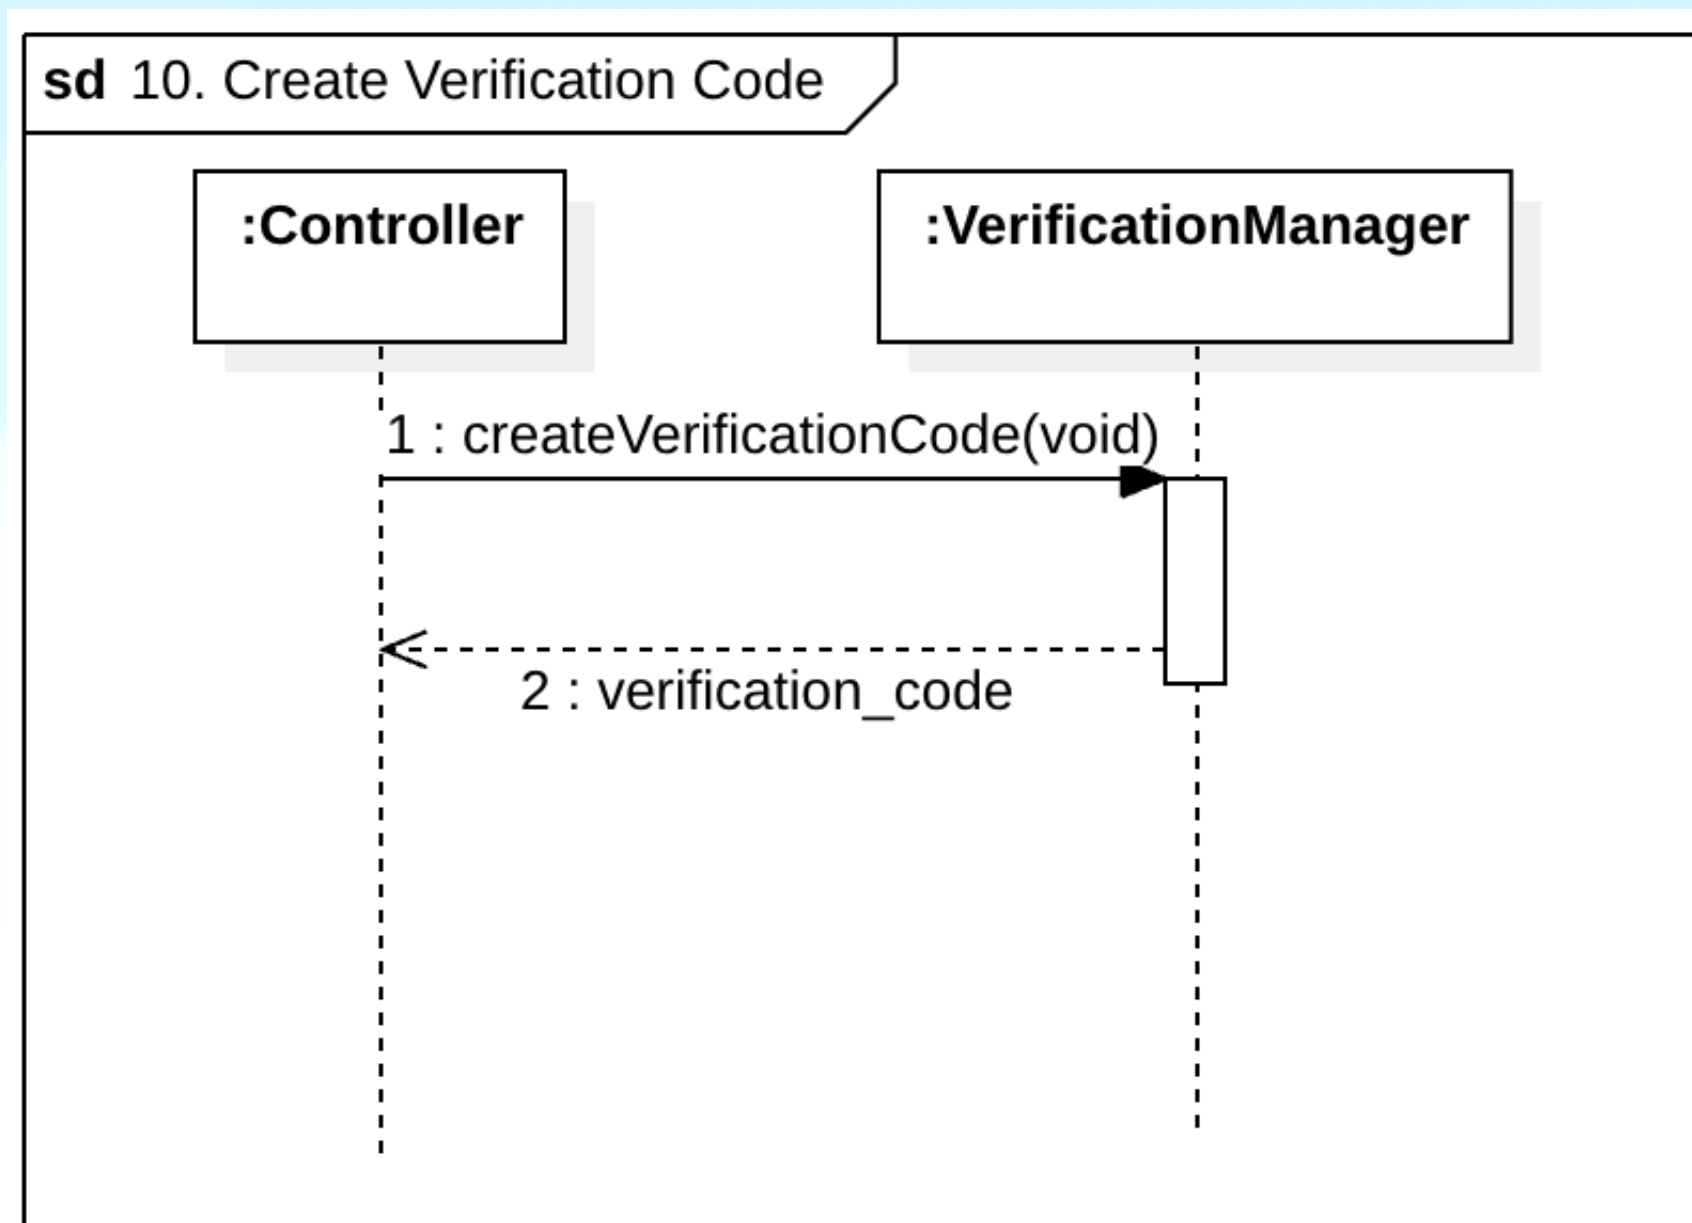 sd 10. Create Verification Code
:Controller
:VerificationManager
1 : createVerificationCode(void)
2 : verification_code